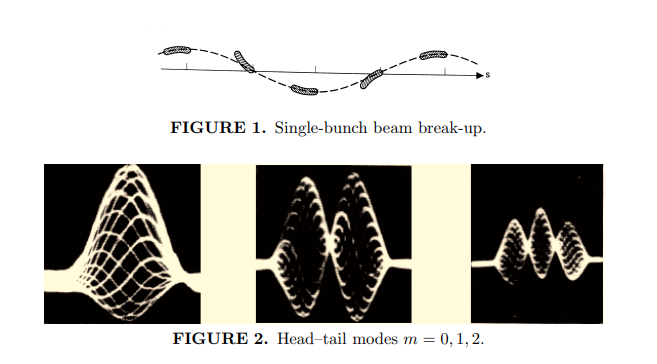 s
FIGURE 1. Single-bunch beam break-up.
FIGURE 2. Head–tail modes m = 0, 1, 2.